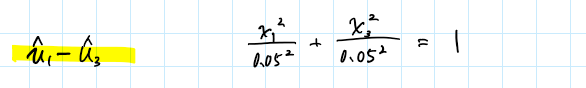 û₁ - û₃
x₁²/0.05² + x₃²/0.05² = 1